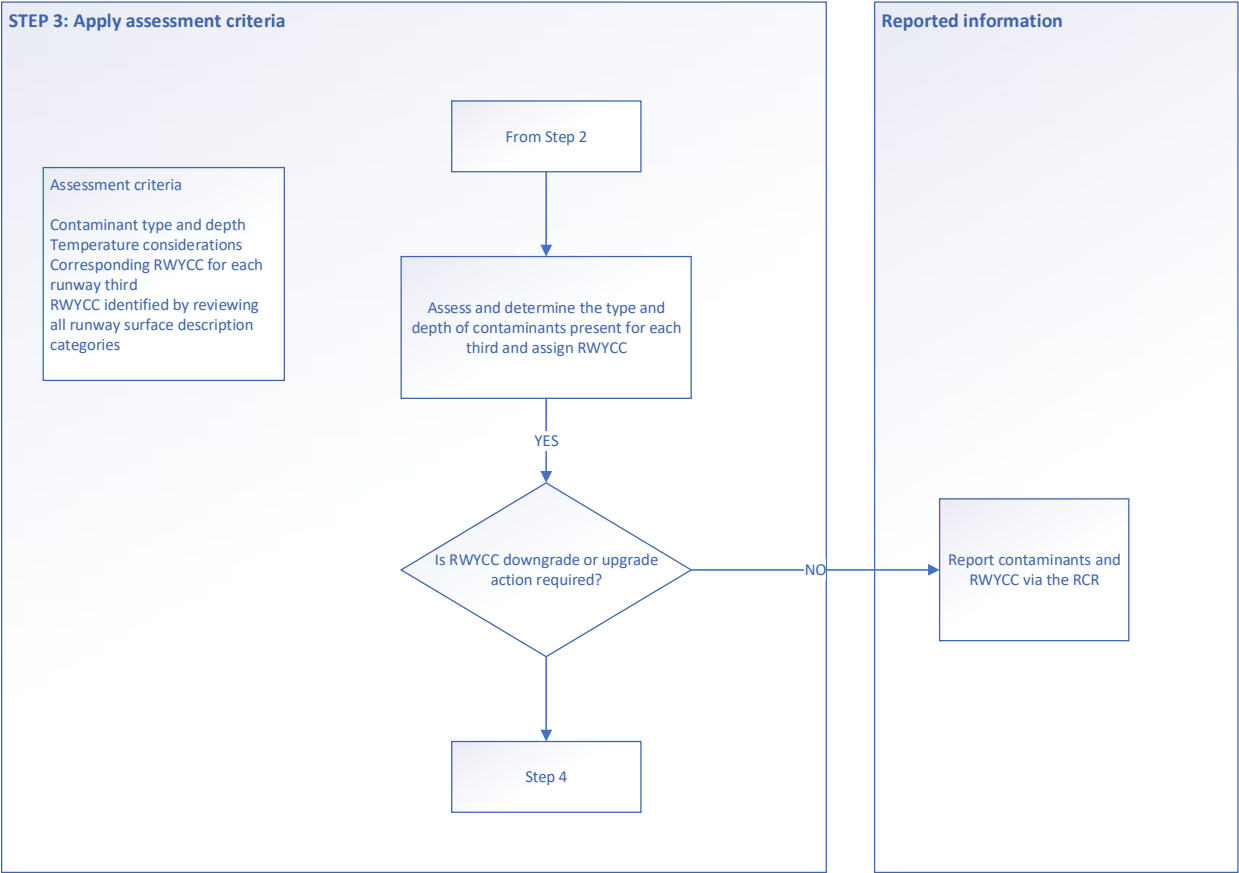 STEP 3: Apply assessment criteria
Reported information
From Step 2
Assessment criteria
Contaminant type and depth
Temperature considerations
Corresponding RWYCC for each
runway third
RWYCC identified by reviewing
all runway surface description
categories
Assess and determine the type and
depth of contaminants present for each
third and assign RWYCC
YES
Is RWYCC downgrade or upgrade
action required?
NO
Report contaminants and
RWYCC via the RCR
Step 4